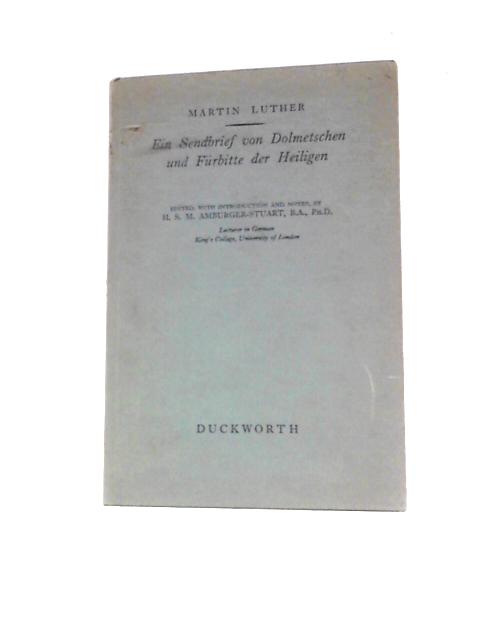 MARTIN LUTHER
Ein Sendbrief von Dolmetschen
und Fürbitte der Heiligen
EDITED, WITH INTRODUCTION AND NOTES, BY
H. S. M. AMBURGER-STUART, B.A., PH.D.
Lecturer in German
King's College, University of London
DUCKWORTH